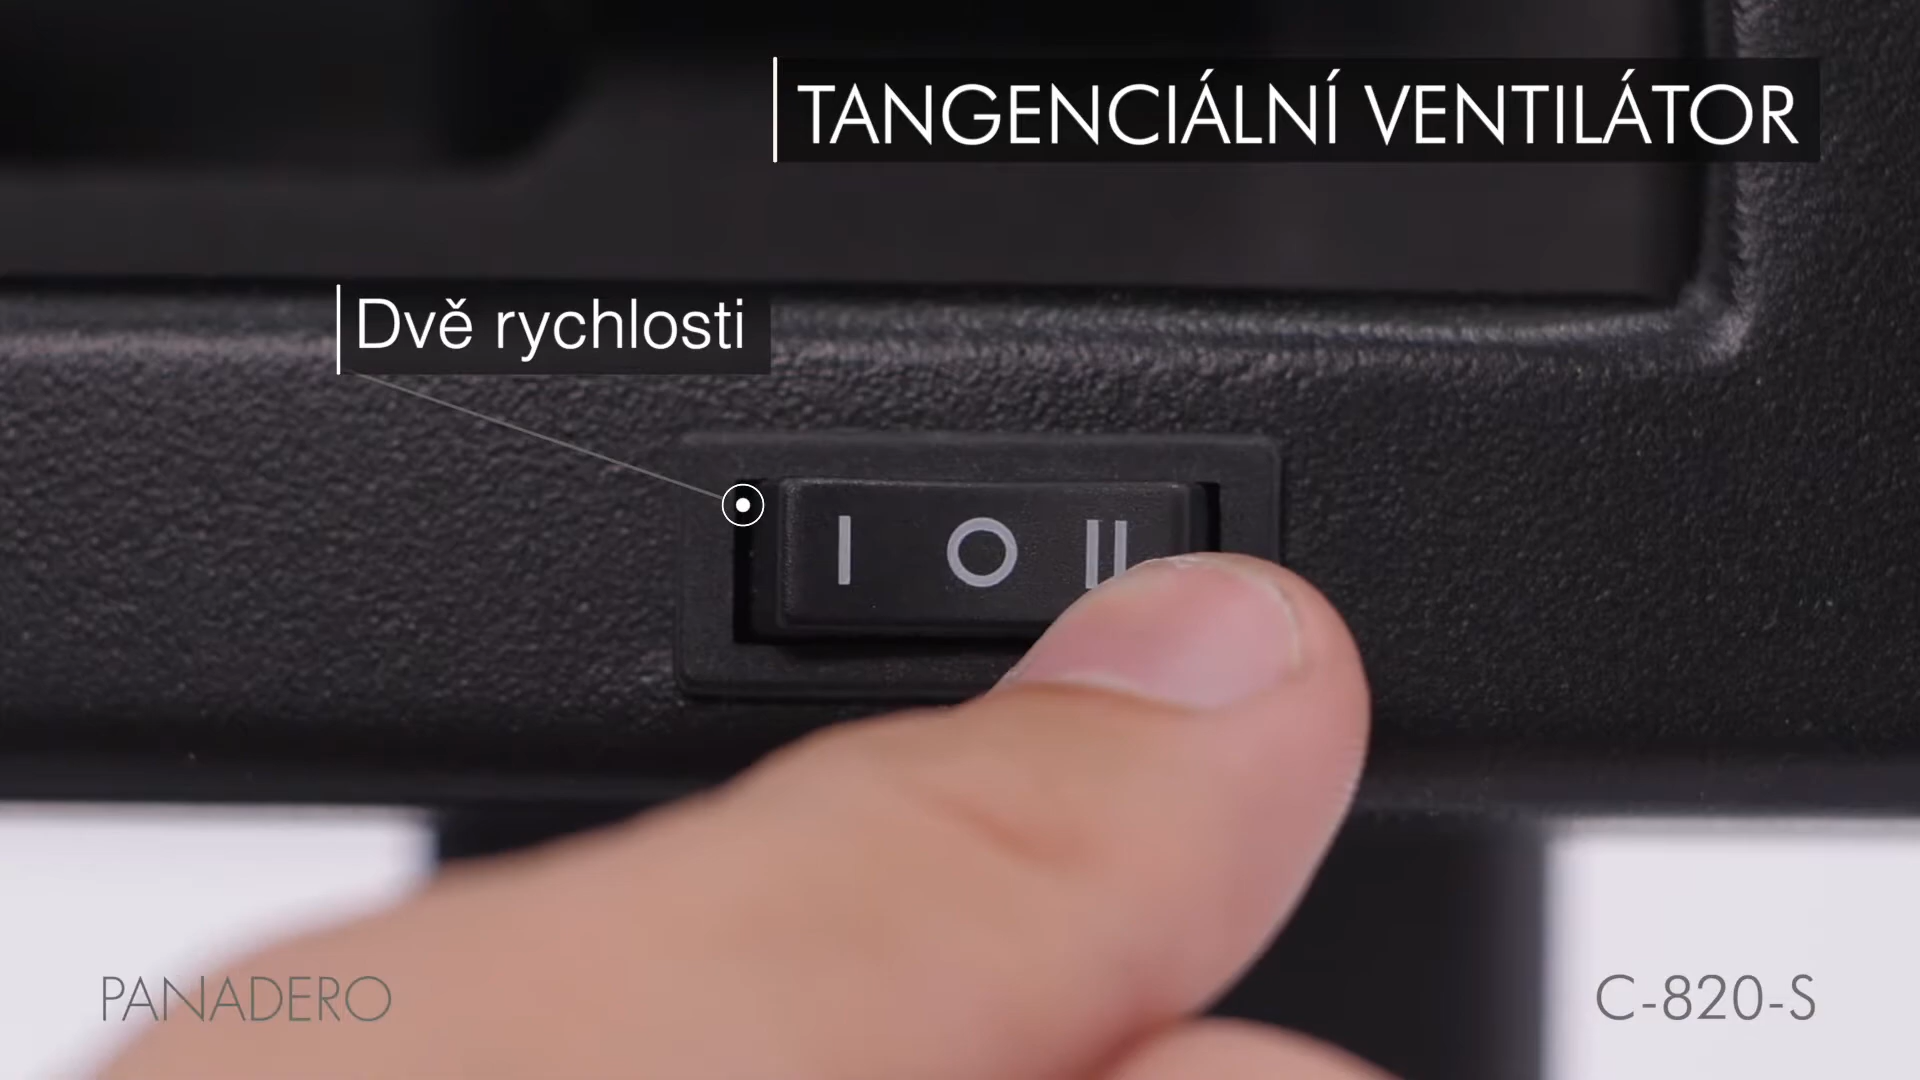 TANGENCIÁLNÍ VENTILÁTOR
Dvě rychlosti
I O II
PANADERO
C-820-S